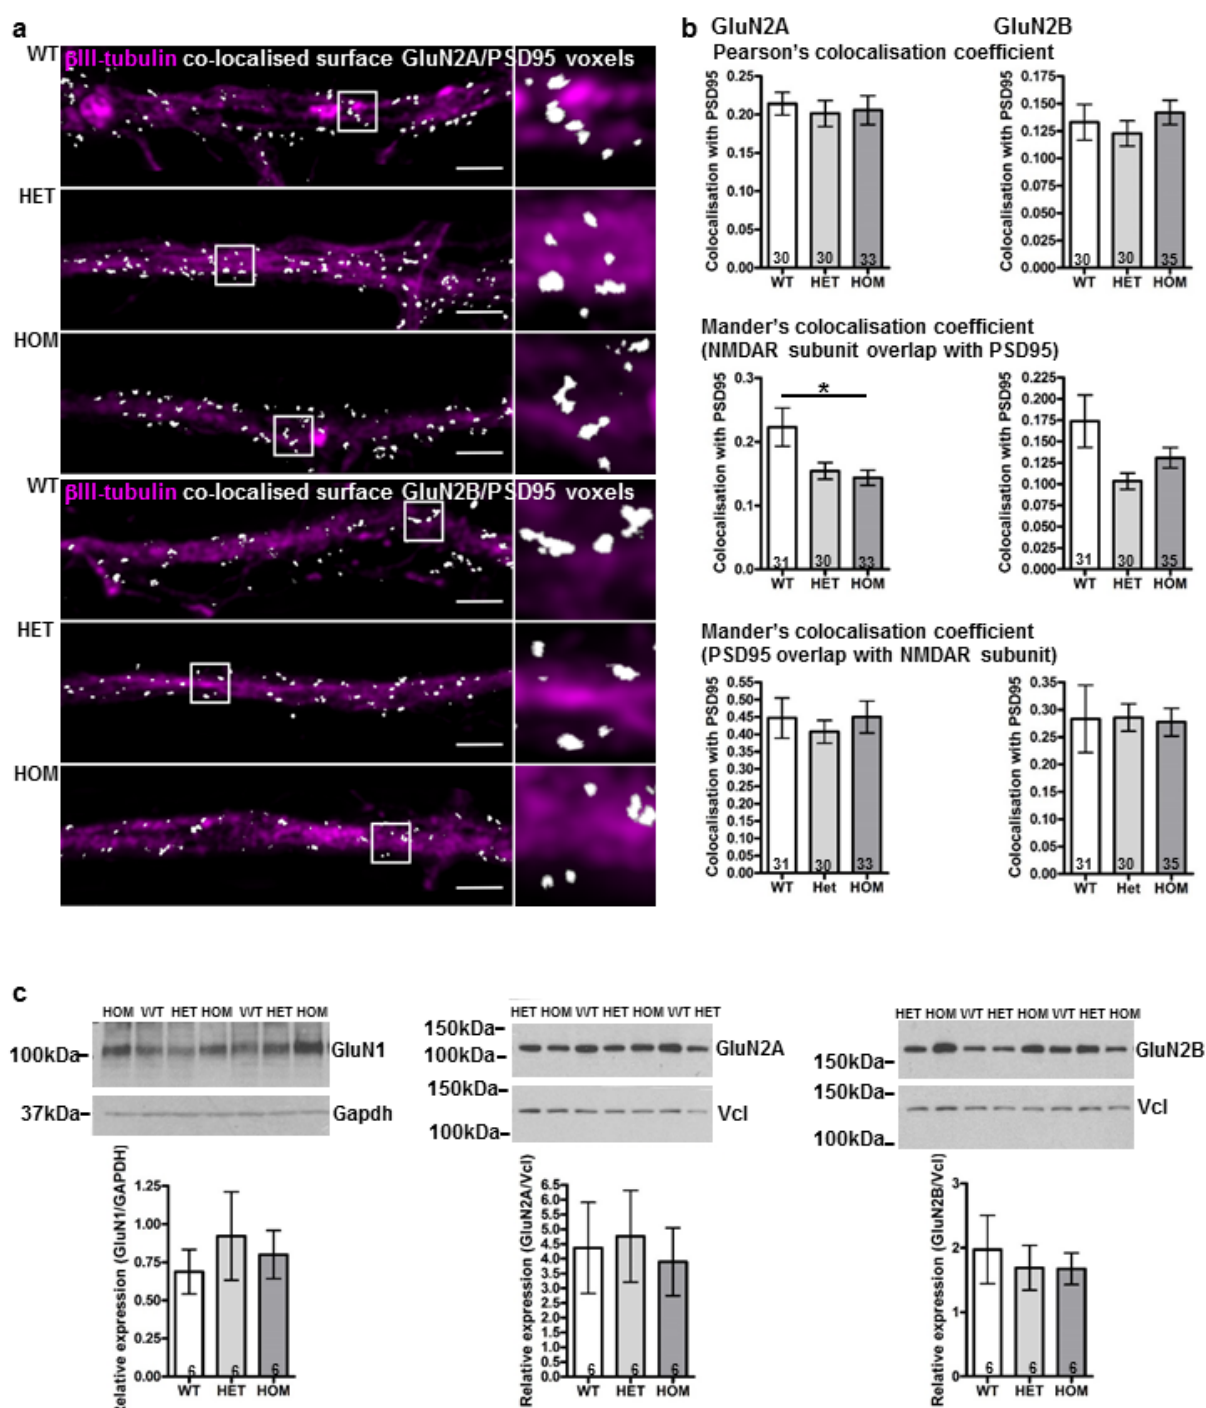 a
WT
βIII-tubulin co-localised surface GluN2A/PSD95 voxels
HET
HOM
WT
βIII-tubulin co-localised surface GluN2B/PSD95 voxels
HET
HOM
b GluN2A GluN2B
Pearson's colocalisation coefficient
Colocalisation with PSD95
0.25
0.20
0.15
0.10
0.05
0.00
30 30 33
WT HET HOM
Colocalisation with PSD95
0.175
0.150
0.125
0.100
0.075
0.050
0.025
0.000
30 30 35
WT HET HOM
Mander's colocalisation coefficient
(NMDAR subunit overlap with PSD95)
Colocalisation with PSD95
0.3
0.2
0.1
0.0
*
31 30 33
WT HET HOM
Colocalisation with PSD95
0.225
0.200
0.175
0.150
0.125
0.100
0.075
0.050
0.025
0.000
31 30 35
WT HET HOM
Mander's colocalisation coefficient
(PSD95 overlap with NMDAR subunit)
Colocalisation with PSD95
0.55
0.50
0.45
0.40
0.35
0.30
0.25
0.20
0.15
0.10
0.05
0.00
31 30 33
WT Het HOM
Colocalisation with PSD95
0.35
0.30
0.25
0.20
0.15
0.10
0.05
0.00
31 30 35
WT Het HOM
c
HOM WT HET HOM WT HET HOM
100kDa GluN1
37kDa Gapdh
Relative expression (GluN1/GAPDH)
1.25
1.00
0.75
0.50
0.25
0.00
6 6 6
WT HET HOM
HET HOM WT HET HOM WT HET
150kDa
100kDa GluN2A
150kDa
Vcl
100kDa
Relative expression (GluN2A/Vcl)
6.5
6.0
5.5
5.0
4.5
4.0
3.5
3.0
2.5
2.0
1.5
1.0
0.5
0.0
6 6 6
WT HET HOM
HET HOM WT HET HOM WT HET HOM
GluN2B
150kDa
150kDa
Vcl
100kDa
Relative expression (GluN2B/Vcl)
3
2
1
0
6 6 6
WT HET HOM